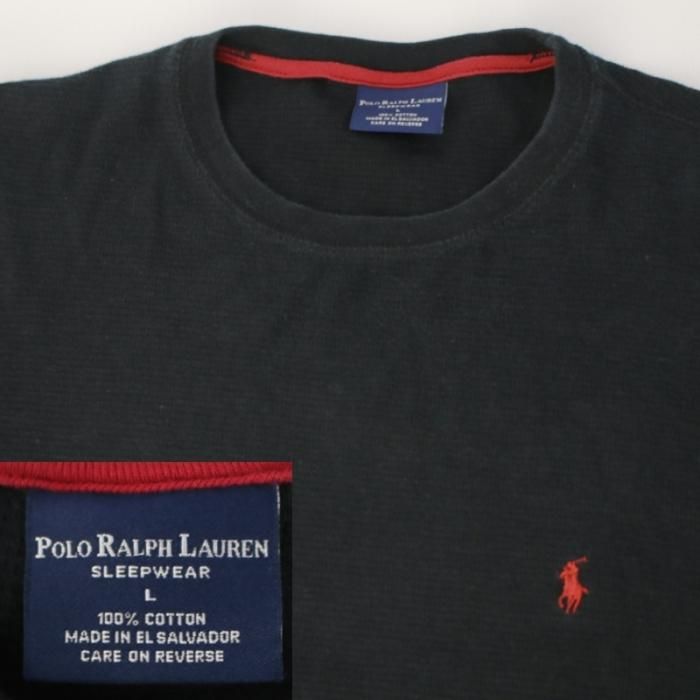 POLO RALPH LAUREN
SLEEPWEAR
L
100% COTTON
MADE IN EL SALVADOR
CARE ON REVERSE
POLO RALPH LAUREN
SLEEPWEAR
L
100% COTTON
MADE IN EL SALVADOR
CARE ON REVERSE